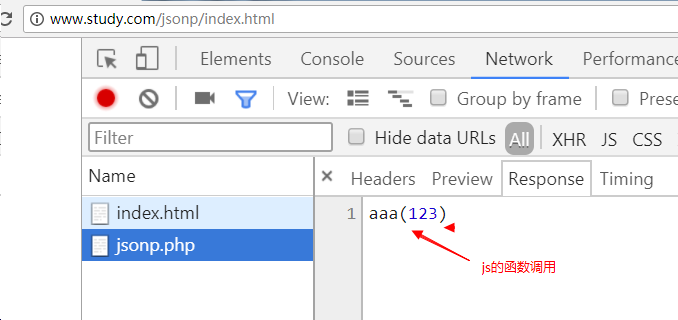 www.study.com/jsonp/index.html
Elements Console Sources Network Performance
View: Group by frame Prese
Filter Hide data URLs All XHR JS CSS
Name × Headers Preview Response Timing
index.html 1 aaa(123)
jsonp.php
js的函数调用